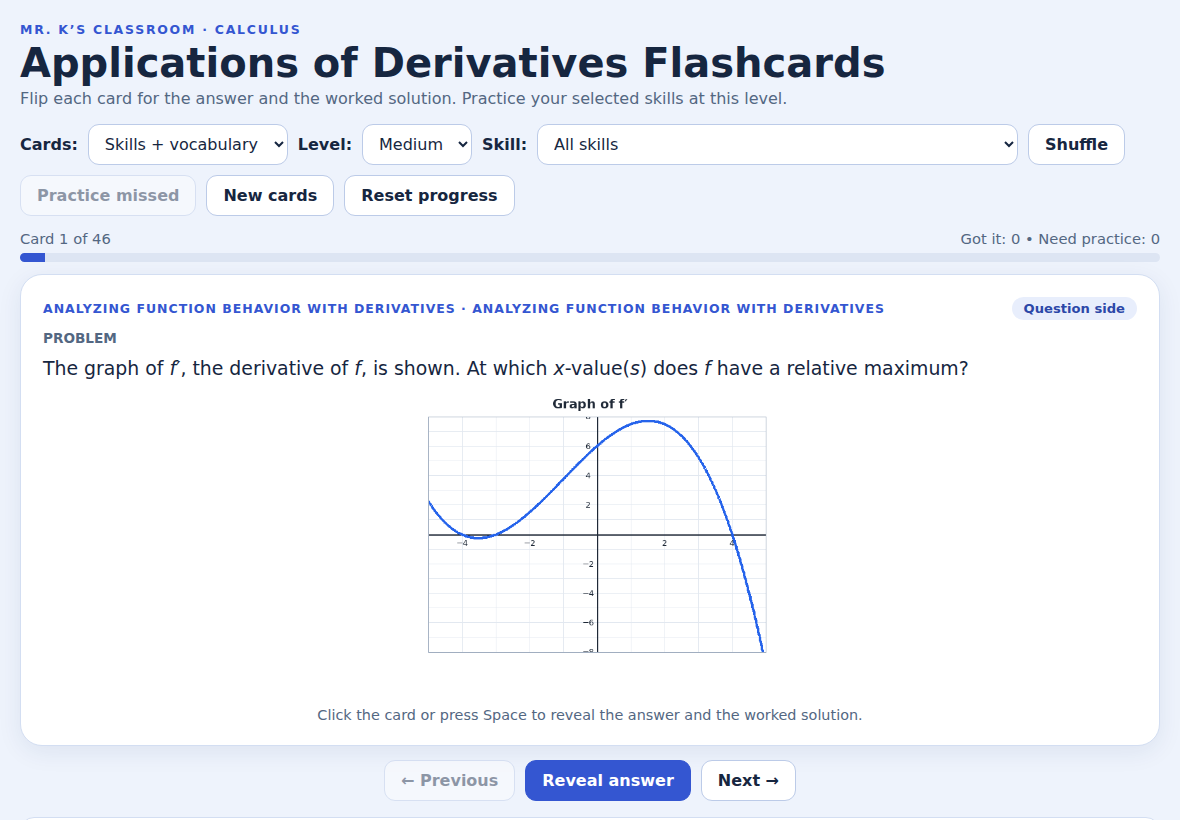 MR. K’S CLASSROOM · CALCULUS
Applications of Derivatives Flashcards
Flip each card for the answer and the worked solution. Practice your selected skills at this level.
Cards: Skills + vocabulary Level: Medium Skill: All skills Shuffle
Practice missed New cards Reset progress
Card 1 of 46 Got it: 0 • Need practice: 0
ANALYZING FUNCTION BEHAVIOR WITH DERIVATIVES · ANALYZING FUNCTION BEHAVIOR WITH DERIVATIVES Question side
PROBLEM
The graph of f′, the derivative of f, is shown. At which x-value(s) does f have a relative maximum?
Graph of f′
8
6
4
2
−4 −2 2 4
−2
−4
−6
−8
Click the card or press Space to reveal the answer and the worked solution.
← Previous Reveal answer Next →